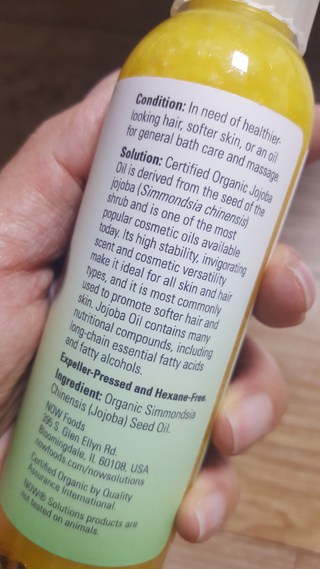 Condition: In need of healthier-
looking hair, softer skin, or an oil
for general bath care and massage
Solution: Certified Organic Jojoba
Oil is derived from the seed of the
jojoba (Simmondsia chinensis)
shrub and is one of the most
popular cosmetic oils available
today. Its high stability, invigorating
scent and cosmetic versatility
make it ideal for all skin and hair
types, and it is most commonly
used to promote softer hair and
skin. Jojoba Oil contains many
nutritional compounds, including
long-chain essential fatty acids
and fatty alcohols.
Expeller-Pressed and Hexane-Free.
Ingredient: Organic Simmondsia
Chinensis (Jojoba) Seed Oil.
NOW Foods
395 S. Glen Ellyn Rd.
Bloomingdale, IL 60108, USA
nowfoods.com/nowsolutions
Certified Organic by Quality
Assurance International
NOW® Solutions products are
not tested on animals.